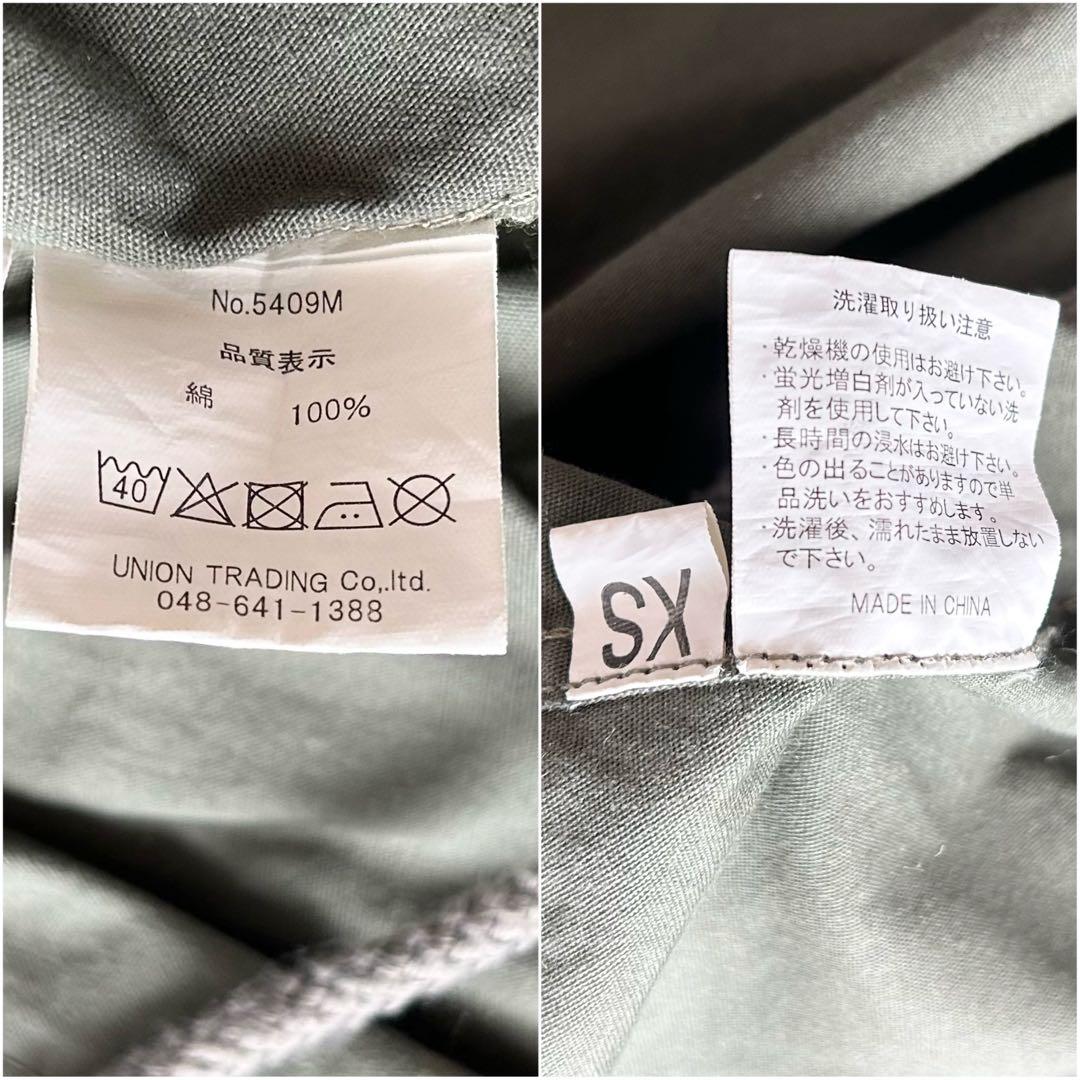 No.5409M
品質表示
綿 100%
40
UNION TRADING Co,.ltd.
048-641-1388
SX
洗濯取り扱い注意
・乾燥機の使用はお避け下さい。
・蛍光増白剤が入っていない洗
剤を使用して下さい。
・長時間の浸水はお避け下さい。
・色の出ることがありますので単
品洗いをおすすめします。
・洗濯後、濡れたまま放置しない
で下さい。
MADE IN CHINA